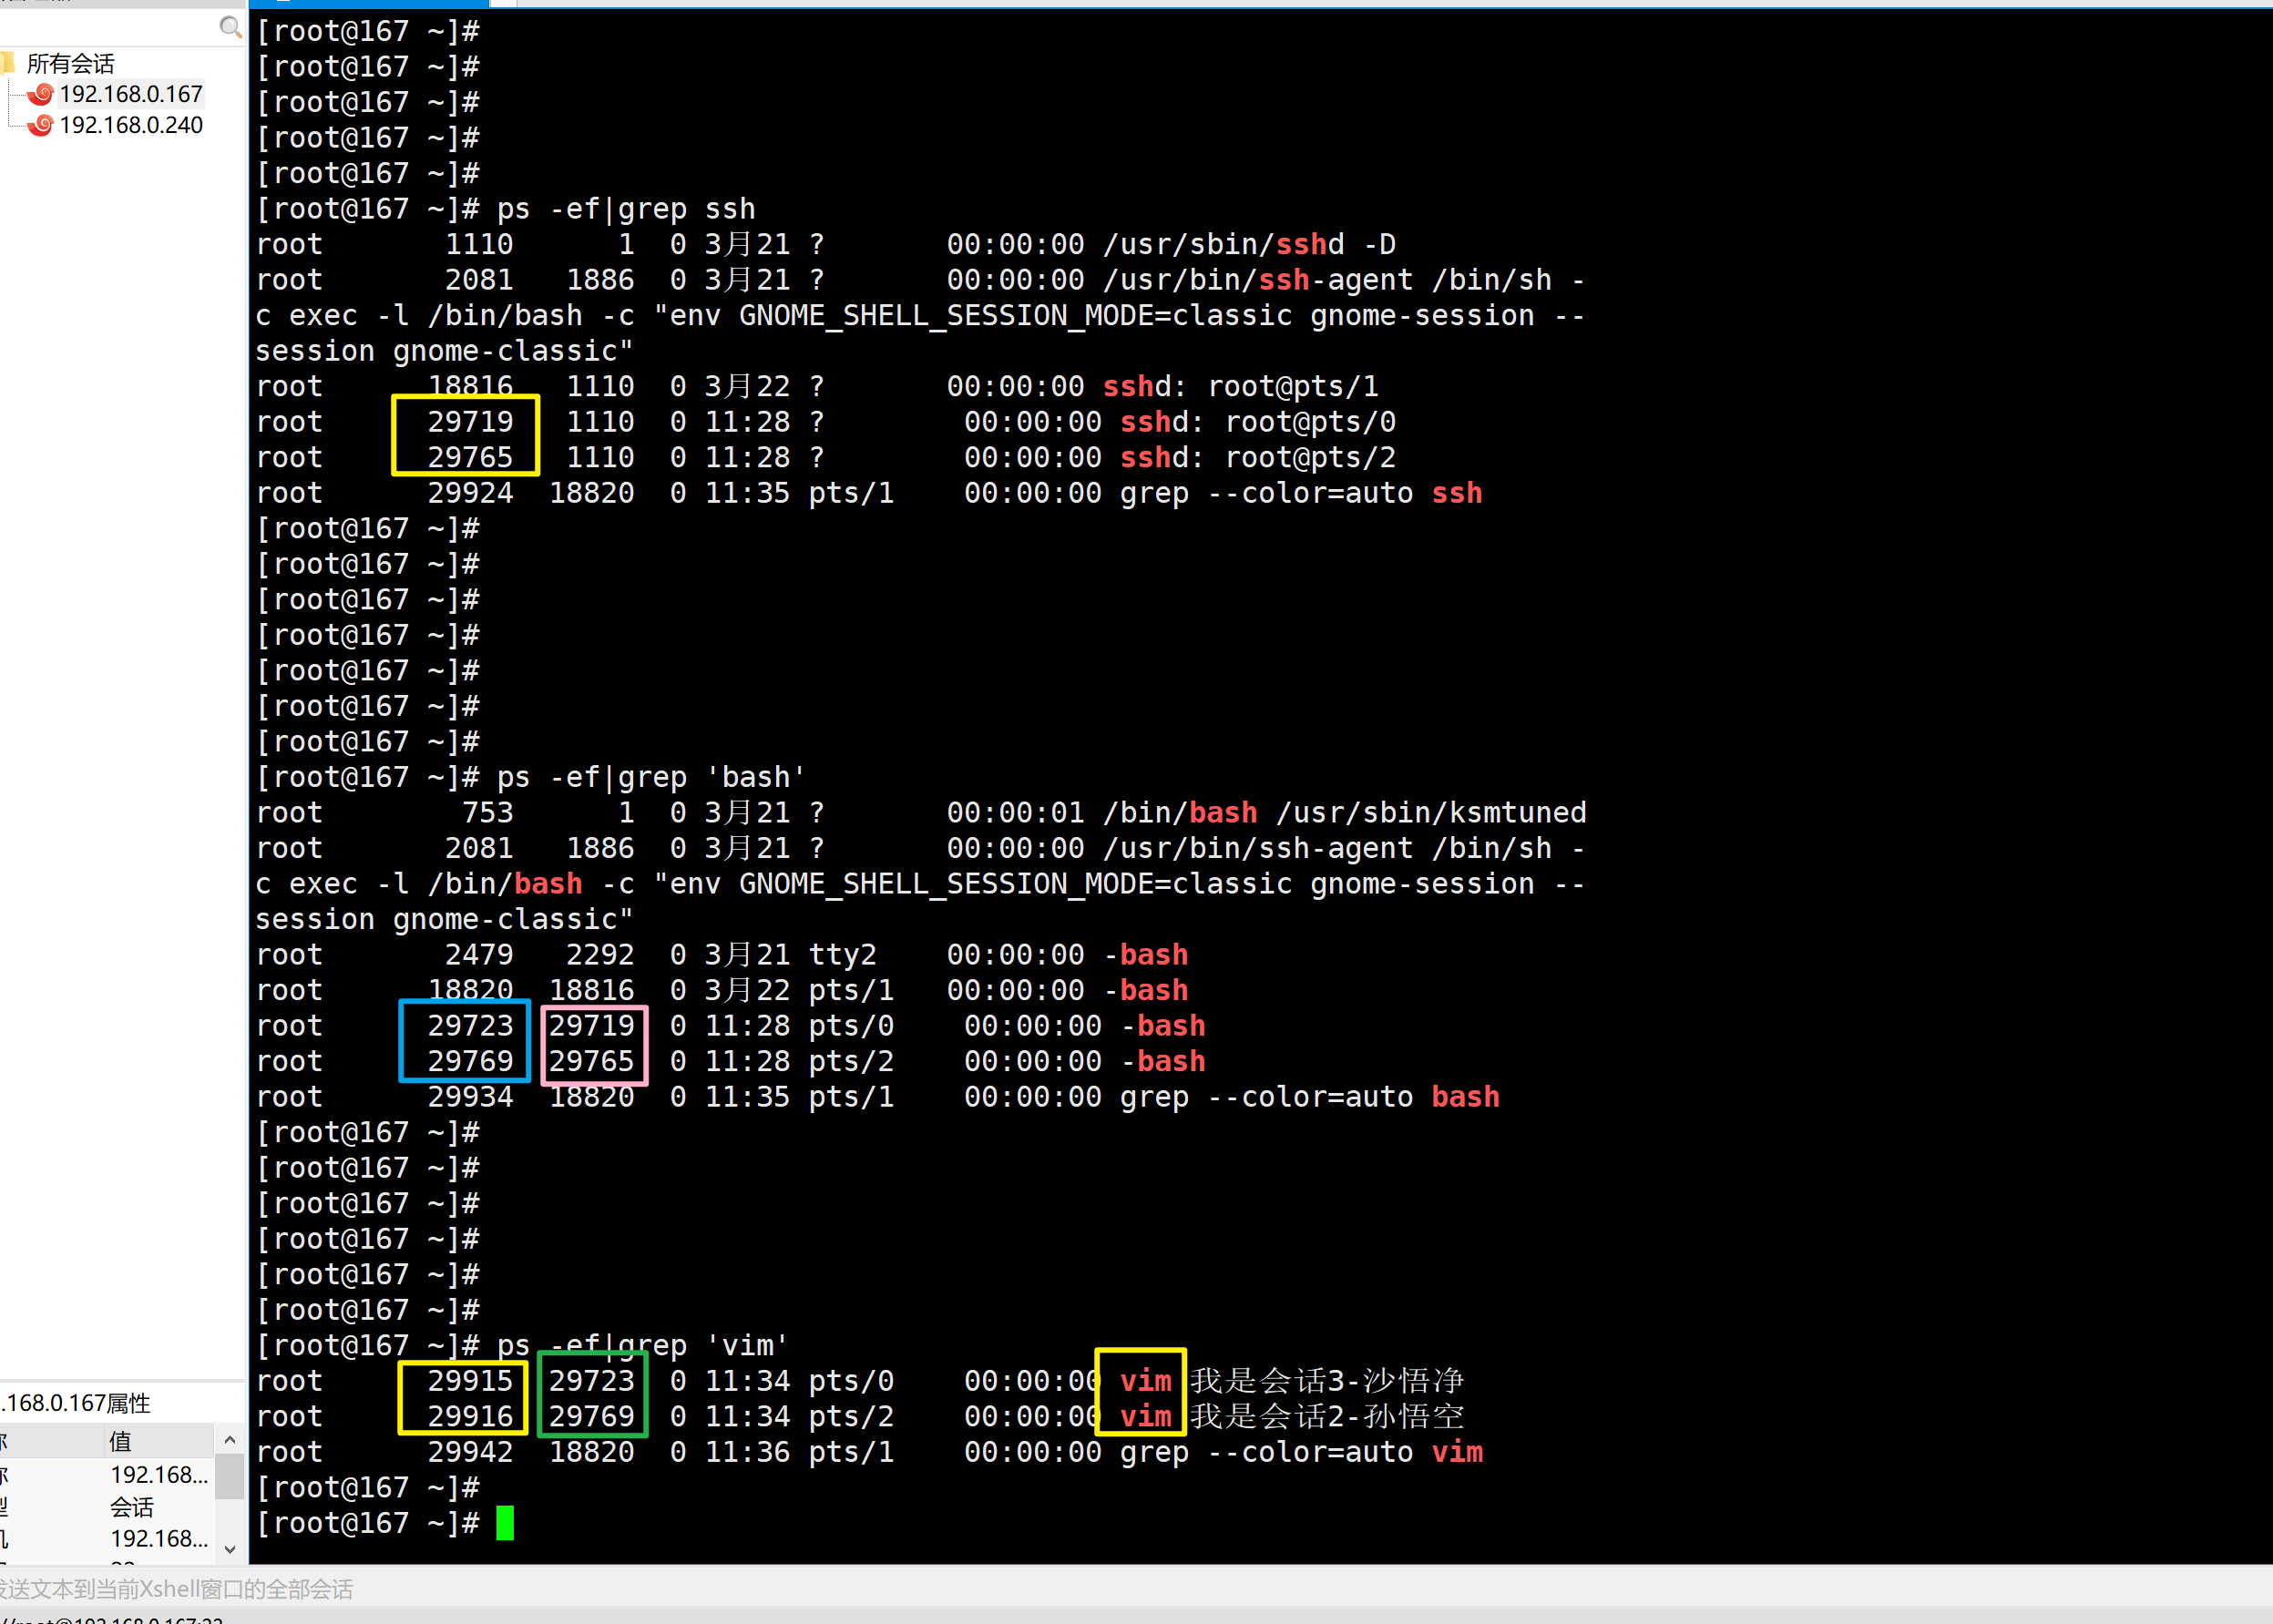 所有会话
192.168.0.167
192.168.0.240
.168.0.167属性
值
192.168...
会话
192.168...
[root@167 ~]#
[root@167 ~]#
[root@167 ~]#
[root@167 ~]#
[root@167 ~]#
[root@167 ~]# ps -ef|grep ssh
root       1110      1  0 3月21 ?       00:00:00 /usr/sbin/sshd -D
root       2081   1886  0 3月21 ?       00:00:00 /usr/bin/ssh-agent /bin/sh -
c exec -l /bin/bash -c "env GNOME_SHELL_SESSION_MODE=classic gnome-session --
session gnome-classic"
root      18816   1110  0 3月22 ?       00:00:00 sshd: root@pts/1
root      29719   1110  0 11:28 ?        00:00:00 sshd: root@pts/0
root      29765   1110  0 11:28 ?        00:00:00 sshd: root@pts/2
root      29924  18820  0 11:35 pts/1    00:00:00 grep --color=auto ssh
[root@167 ~]#
[root@167 ~]#
[root@167 ~]#
[root@167 ~]#
[root@167 ~]#
[root@167 ~]#
[root@167 ~]#
[root@167 ~]# ps -ef|grep 'bash'
root        753      1  0 3月21 ?       00:00:01 /bin/bash /usr/sbin/ksmtuned
root       2081   1886  0 3月21 ?       00:00:00 /usr/bin/ssh-agent /bin/sh -
c exec -l /bin/bash -c "env GNOME_SHELL_SESSION_MODE=classic gnome-session --
session gnome-classic"
root       2479   2292  0 3月21 tty2    00:00:00 -bash
root      18820  18816  0 3月22 pts/1   00:00:00 -bash
root      29723  29719  0 11:28 pts/0    00:00:00 -bash
root      29769  29765  0 11:28 pts/2    00:00:00 -bash
root      29934  18820  0 11:35 pts/1    00:00:00 grep --color=auto bash
[root@167 ~]#
[root@167 ~]#
[root@167 ~]#
[root@167 ~]#
[root@167 ~]#
[root@167 ~]#
[root@167 ~]# ps -ef|grep 'vim'
root      29915  29723  0 11:34 pts/0    00:00:00 vim 我是会话3-沙悟净
root      29916  29769  0 11:34 pts/2    00:00:00 vim 我是会话2-孙悟空
root      29942  18820  0 11:36 pts/1    00:00:00 grep --color=auto vim
[root@167 ~]#
[root@167 ~]#
送文本到当前Xshell窗口的全部会话